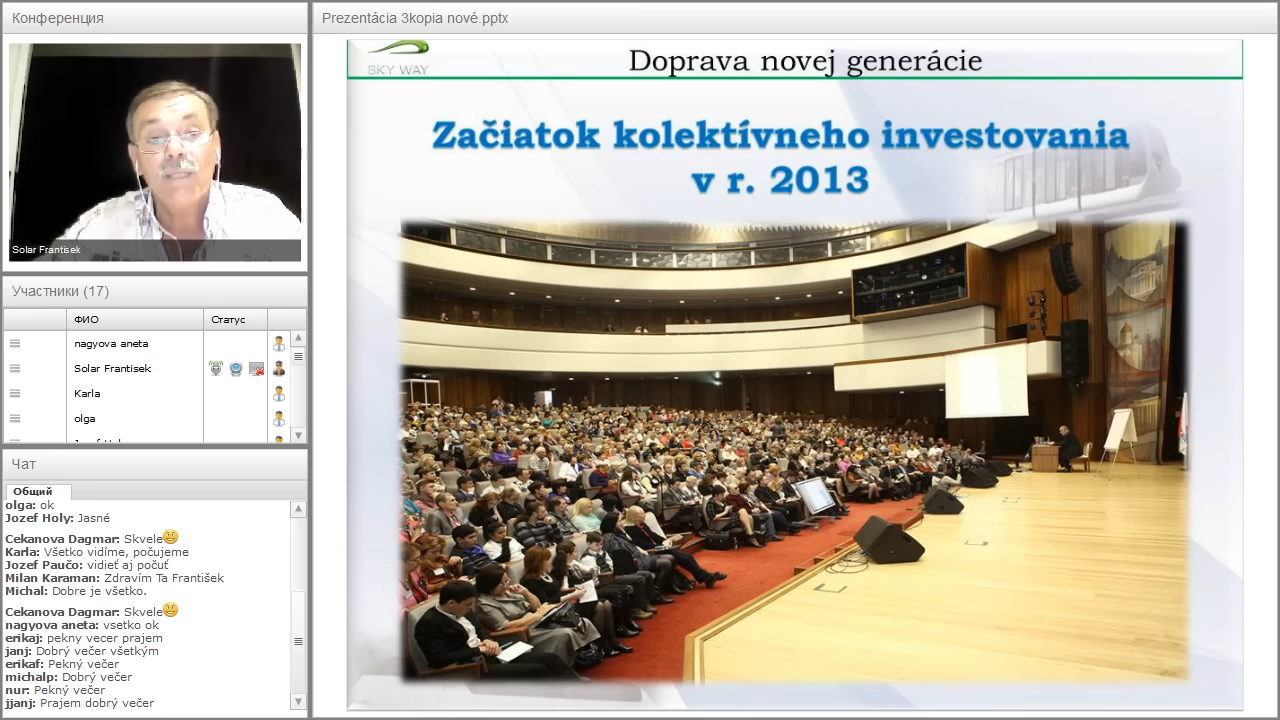 Конференция
Prezentácia 3kopia nové.pptx
Solar Frantisek
SKY WAY
Doprava novej generácie
Začiatok kolektívneho investovania
v r. 2013
Участники (17)
ФИО Статус
nagyova aneta
Solar Frantisek
Karla
olga
Чат
Общий
olga: ok
Jozef Holy: Jasné
Cekanova Dagmar: Skvele
Karla: Všetko vidíme, počujeme
Jozef Paučo: vidieť aj počuť
Milan Karaman: Zdravím Ta František
Michal: Dobre je všetko.
Cekanova Dagmar: Skvele
nagyova aneta: vsetko ok
erikaj: pekny vecer prajem
janj: Dobrý večer všetkým
erikaf: Pekný večer
michalp: Dobrý večer
nur: Pekný večer
jjanj: Prajem dobrý večer